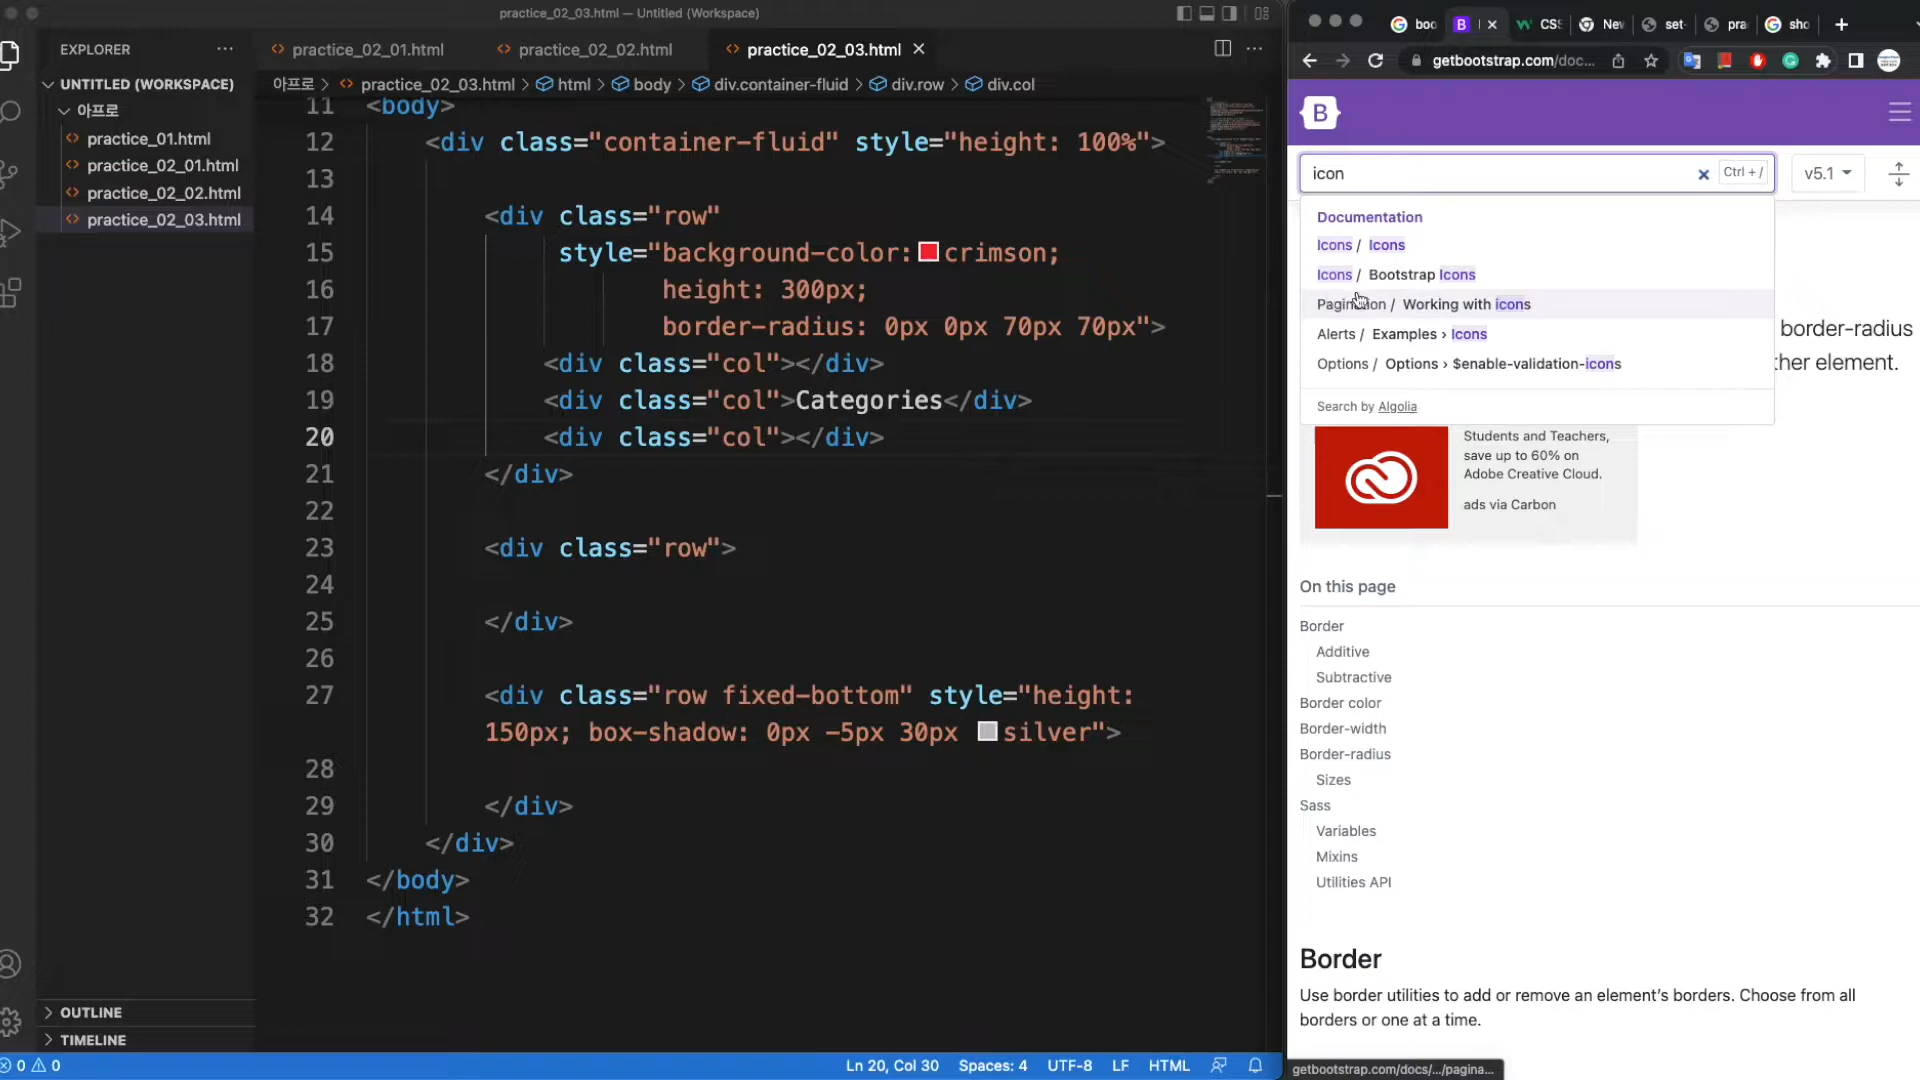 practice_02_03.html — Untitled (Workspace)
EXPLORER
UNTITLED (WORKSPACE)
아프로
practice_01.html
practice_02_01.html
practice_02_02.html
practice_02_03.html
OUTLINE
TIMELINE
practice_02_01.html practice_02_02.html practice_02_03.html
아프로 > practice_02_03.html > html > body > div.container-fluid > div.row > div.col
11 <body>
12 <div class="container-fluid" style="height: 100%">
13
14 <div class="row"
15 style="background-color: crimson;
16 height: 300px;
17 border-radius: 0px 0px 70px 70px">
18 <div class="col"></div>
19 <div class="col">Categories</div>
20 <div class="col"></div>
21 </div>
22
23 <div class="row">
24
25 </div>
26
27 <div class="row fixed-bottom" style="height:
150px; box-shadow: 0px -5px 30px silver">
28
29 </div>
30 </div>
31 </body>
32 </html>
0 0
Ln 20, Col 30 Spaces: 4 UTF-8 LF HTML
boo CSS New set- pra sho
getbootstrap.com/doc...
B
icon
Ctrl + /
v5.1
Documentation
Icons / Icons
Icons / Bootstrap Icons
Pagination / Working with icons
Alerts / Examples › Icons
Options / Options › $enable-validation-icons
Search by Algolia
border-radius
ther element.
Students and Teachers,
save up to 60% on
Adobe Creative Cloud.
ads via Carbon
On this page
Border
Additive
Subtractive
Border color
Border-width
Border-radius
Sizes
Sass
Variables
Mixins
Utilities API
Border
Use border utilities to add or remove an element's borders. Choose from all
borders or one at a time.
getbootstrap.com/docs/.../pagina...